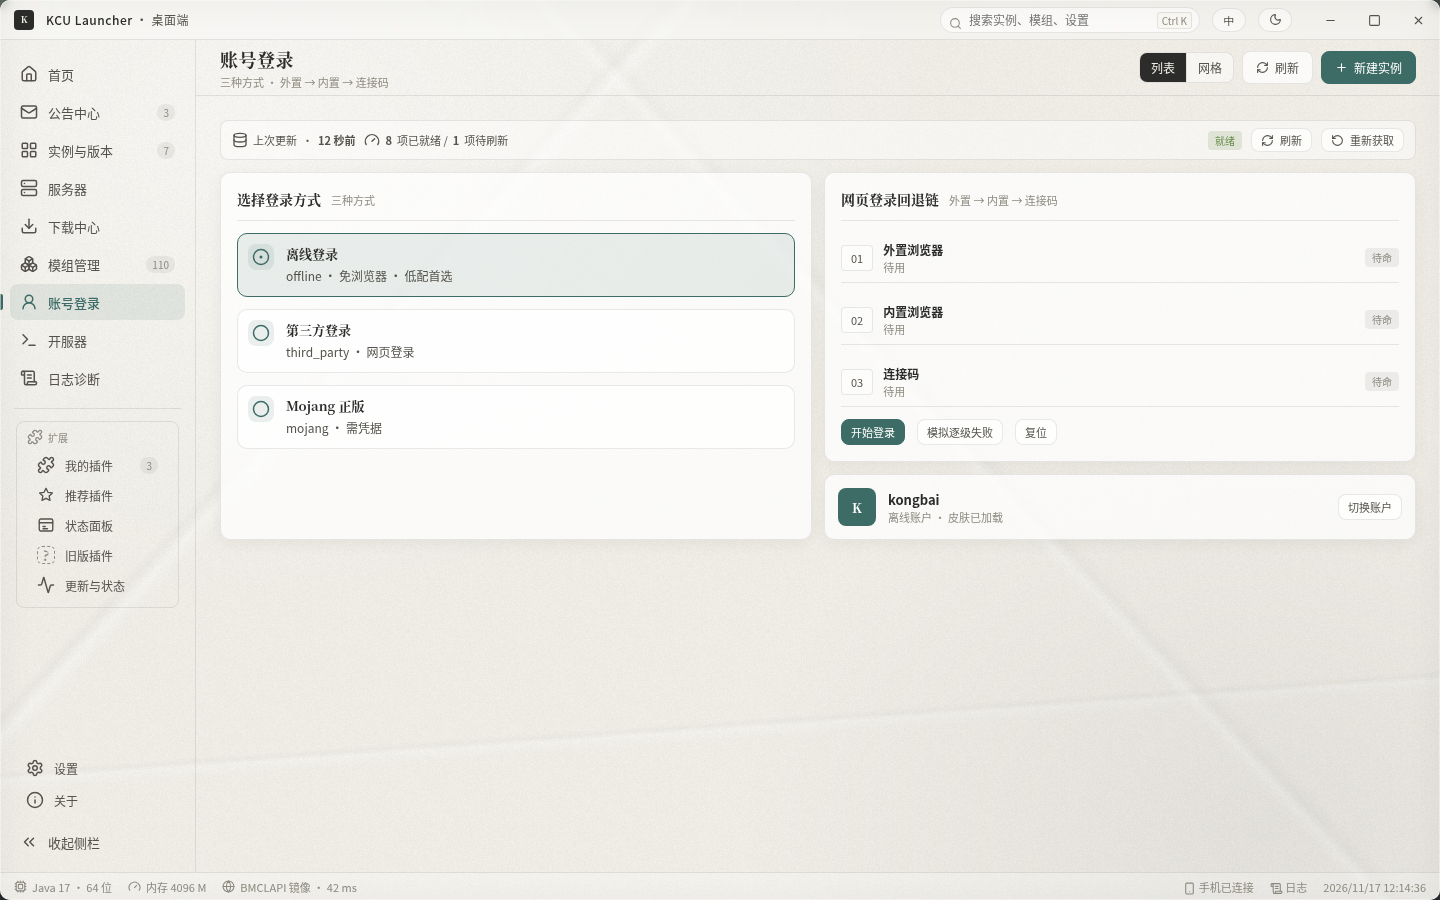 K KCU Launcher • 桌面端
搜索实例、模组、设置 Ctrl K
中
首页
公告中心 3
实例与版本 7
服务器
下载中心
模组管理 110
账号登录
开服器
日志诊断
扩展
我的插件 3
推荐插件
状态面板
旧版插件
更新与状态
设置
关于
收起侧栏
账号登录
三种方式 • 外置 → 内置 → 连接码
列表 网格 刷新 新建实例
上次更新 • 12 秒前 8 项已就绪 / 1 项待刷新
就绪 刷新 重新获取
选择登录方式 三种方式
离线登录
offline • 免浏览器 • 低配首选
第三方登录
third_party • 网页登录
Mojang 正版
mojang • 需凭据
网页登录回退链 外置 → 内置 → 连接码
01 外置浏览器 待命
待用
02 内置浏览器 待命
待用
03 连接码 待命
待用
开始登录 模拟逐级失败 复位
K kongbai
离线账户 • 皮肤已加载
切换账户
Java 17 • 64 位 内存 4096 M BMCLAPI 镜像 • 42 ms
手机已连接 日志 2026/11/17 12:14:36